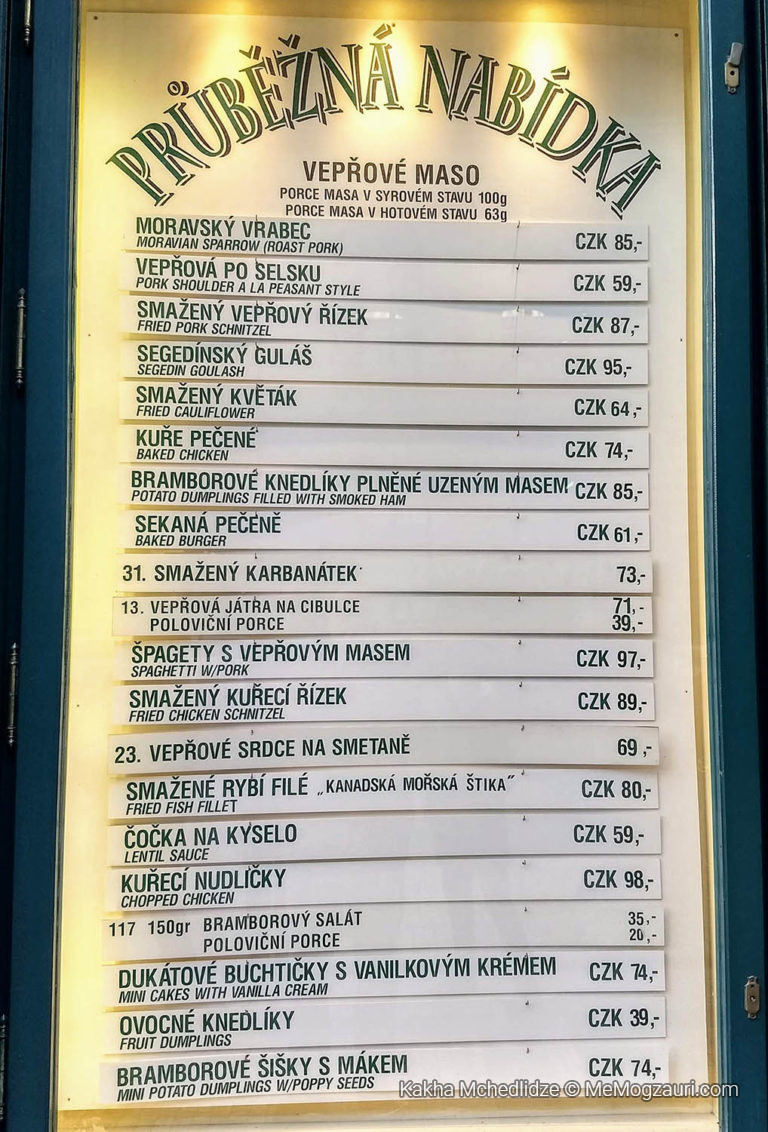 PRŮBĚŽNÁ NABÍDKA
VEPŘOVÉ MASO
PORCE MASA V SYROVÉM STAVU 100g
PORCE MASA V HOTOVÉM STAVU 63g
MORAVSKÝ VRABEC CZK 85,-
MORAVIAN SPARROW (ROAST PORK)
VEPŘOVÁ PO SELSKU CZK 59,-
PORK SHOULDER A LA PEASANT STYLE
SMAŽENÝ VEPŘOVÝ ŘÍZEK CZK 87,-
FRIED PORK SCHNITZEL
SEGEDÍNSKÝ GULÁŠ CZK 95,-
SEGEDIN GOULASH
SMAŽENÝ KVĚTÁK CZK 64,-
FRIED CAULIFLOWER
KUŘE PEČENÉ CZK 74,-
BAKED CHICKEN
BRAMBOROVÉ KNEDLÍKY PLNĚNÉ UZENÝM MASEM CZK 85,-
POTATO DUMPLINGS FILLED WITH SMOKED HAM
SEKANÁ PEČENĚ CZK 61,-
BAKED BURGER
31. SMAŽENÝ KARBANÁTEK 73,-
13. VEPŘOVÁ JÁTRA NA CIBULCE 71,-
POLOVIČNÍ PORCE 39,-
ŠPAGETY S VEPŘOVÝM MASEM CZK 97,-
SPAGHETTI W/PORK
SMAŽENÝ KUŘECÍ ŘÍZEK CZK 89,-
FRIED CHICKEN SCHNITZEL
23. VEPŘOVÉ SRDCE NA SMETANĚ 69,-
SMAŽENÉ RYBÍ FILÉ „KANADSKÁ MOŘSKÁ ŠTIKA" CZK 80,-
FRIED FISH FILLET
ČOČKA NA KYSELO CZK 59,-
LENTIL SAUCE
KUŘECÍ NUDLIČKY CZK 98,-
CHOPPED CHICKEN
117 150gr BRAMBOROVÝ SALÁT 35,-
POLOVIČNÍ PORCE 20,-
DUKÁTOVÉ BUCHTIČKY S VANILKOVÝM KRÉMEM CZK 74,-
MINI CAKES WITH VANILLA CREAM
OVOCNÉ KNEDLÍKY CZK 39,-
FRUIT DUMPLINGS
BRAMBOROVÉ ŠIŠKY S MÁKEM CZK 74,-
MINI POTATO DUMPLINGS W/POPPY SEEDS
Kakha Mchedlidze © MeMogzauri.com